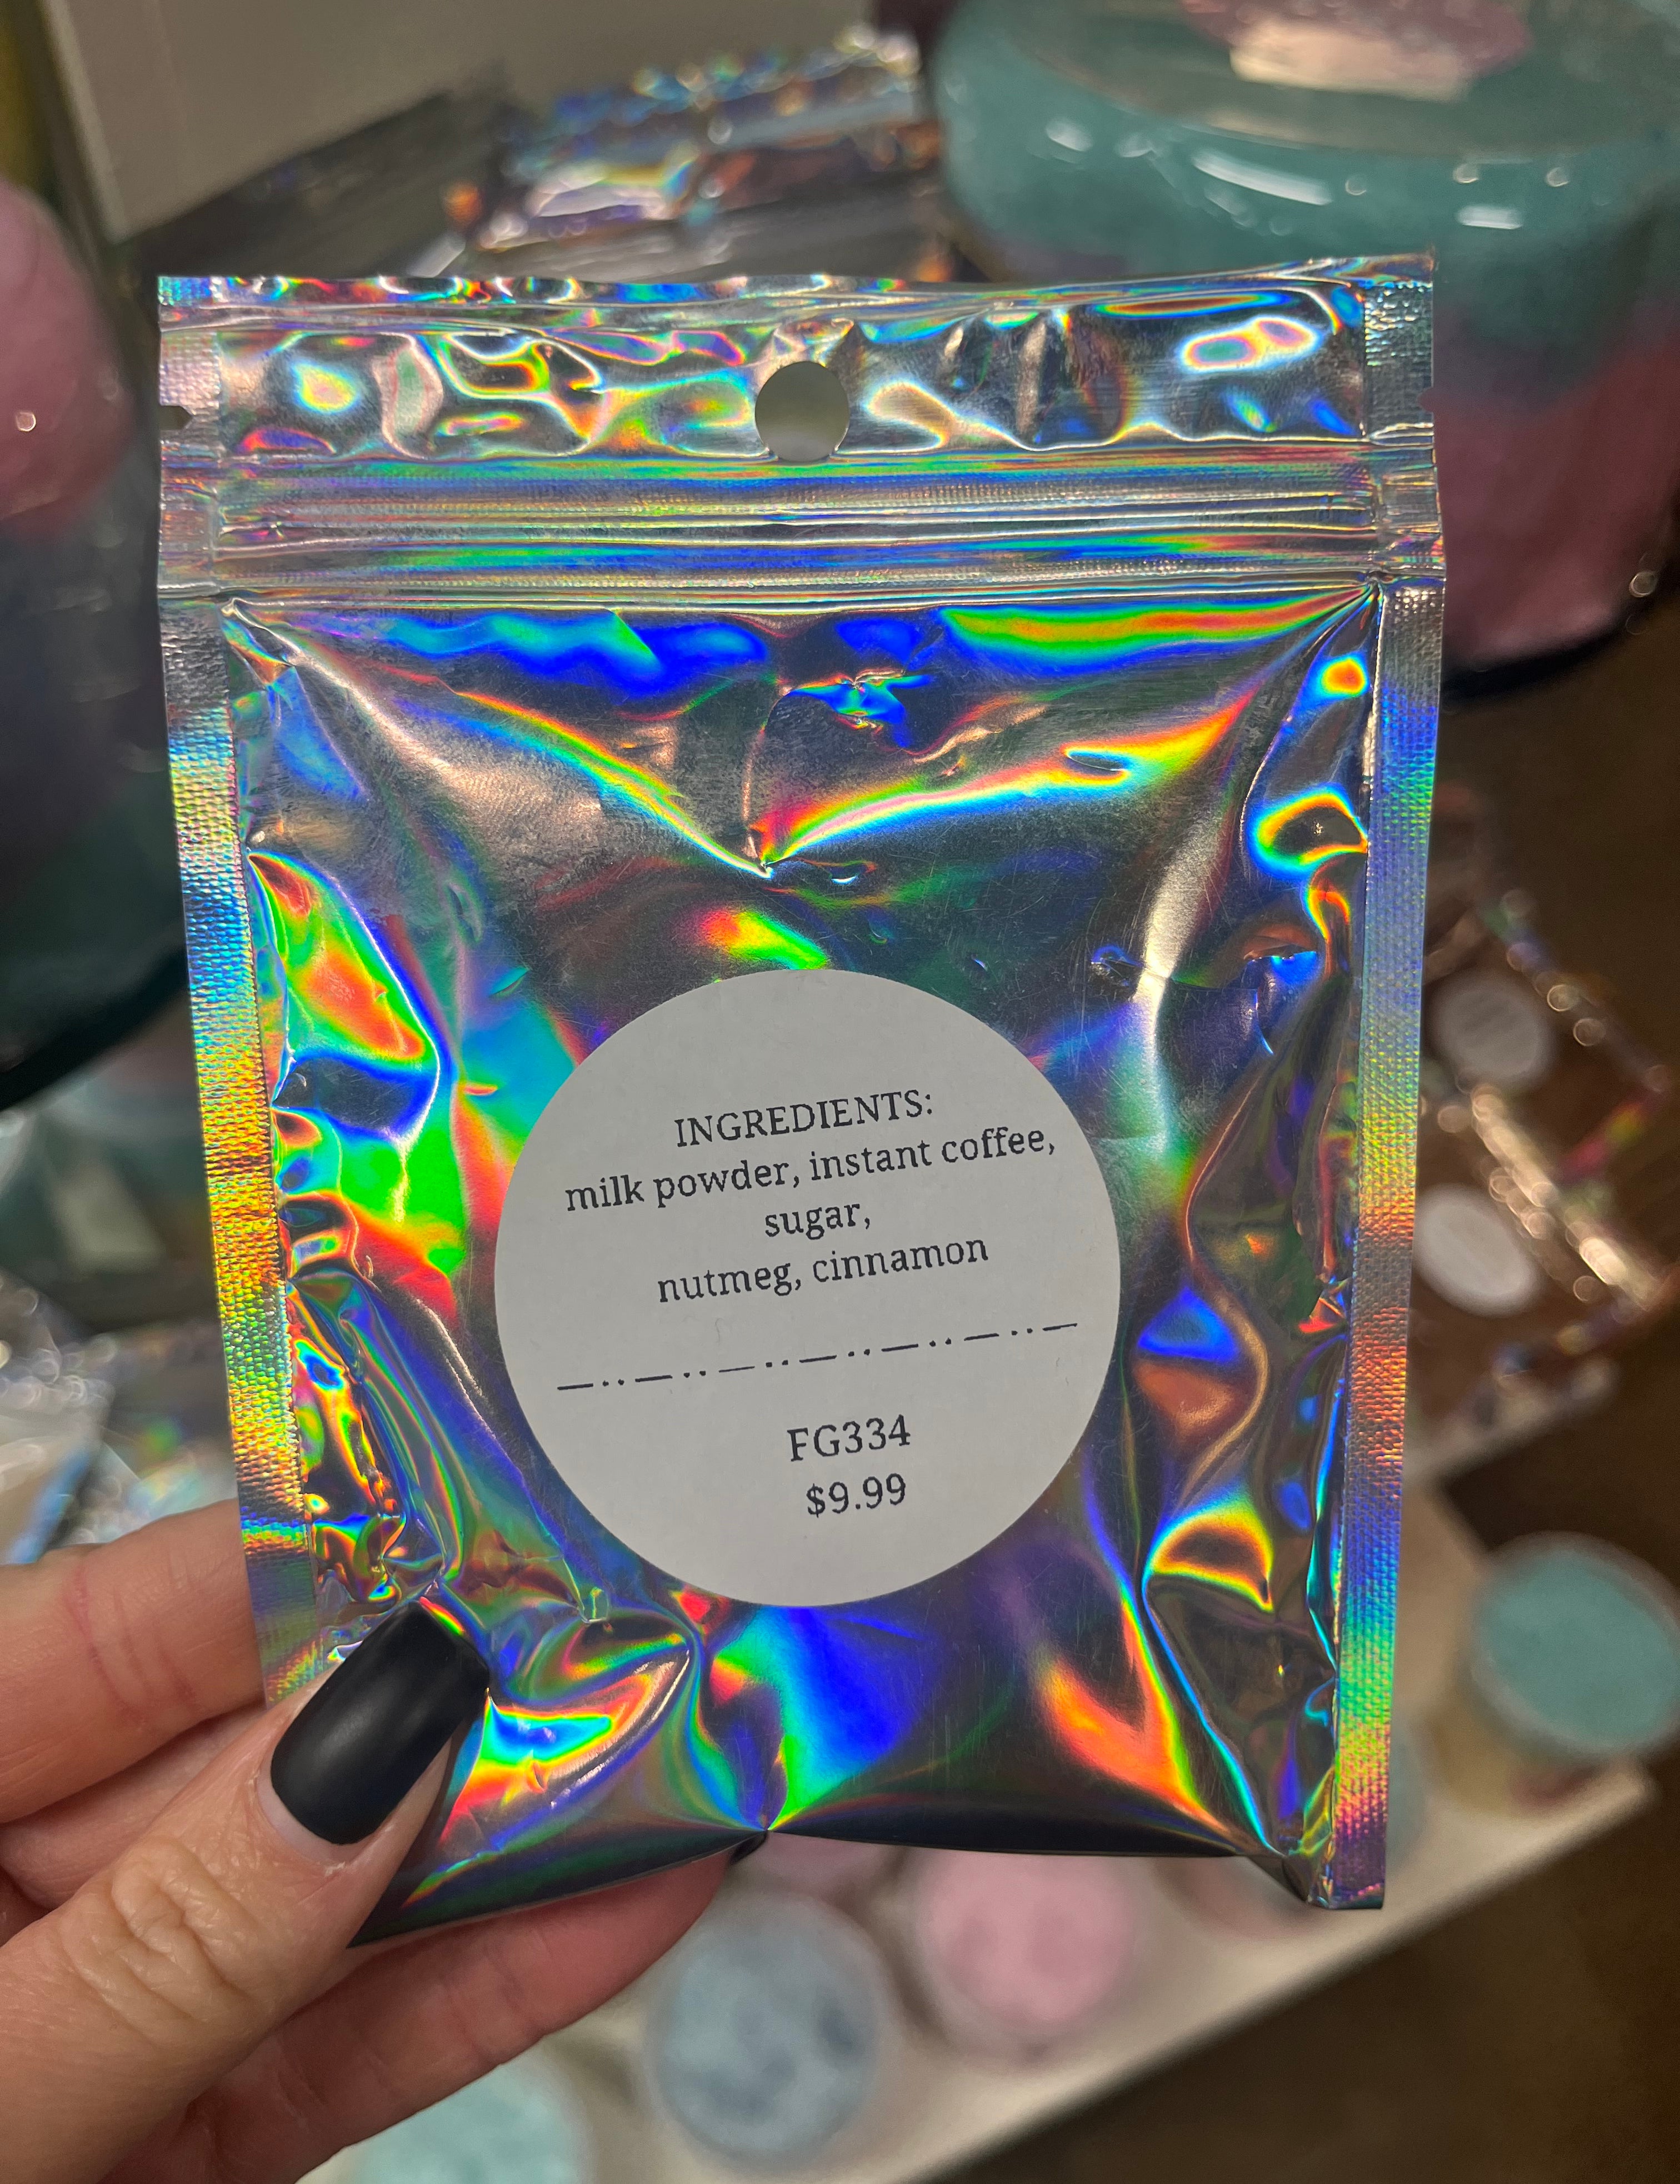 INGREDIENTS:
milk powder, instant coffee,
sugar,
nutmeg, cinnamon
FG334
$9.99